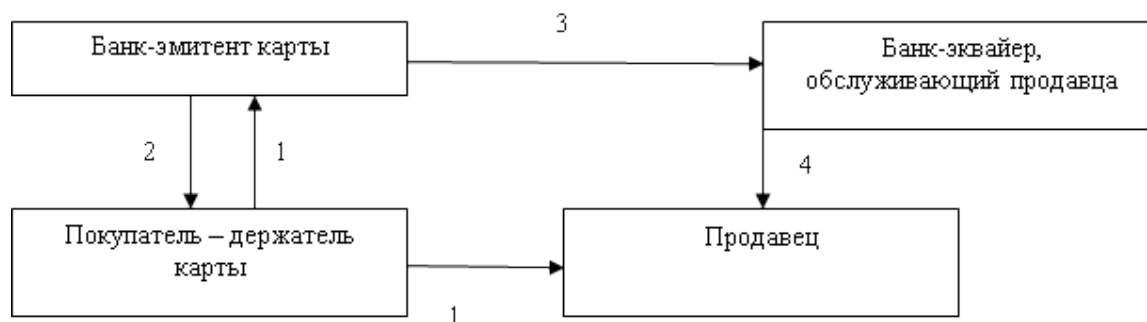 3
Банк-эмитент карты
Банк-эквайер,
обслуживающий продавца
2
1
4
Покупатель – держатель
карты
Продавец
1